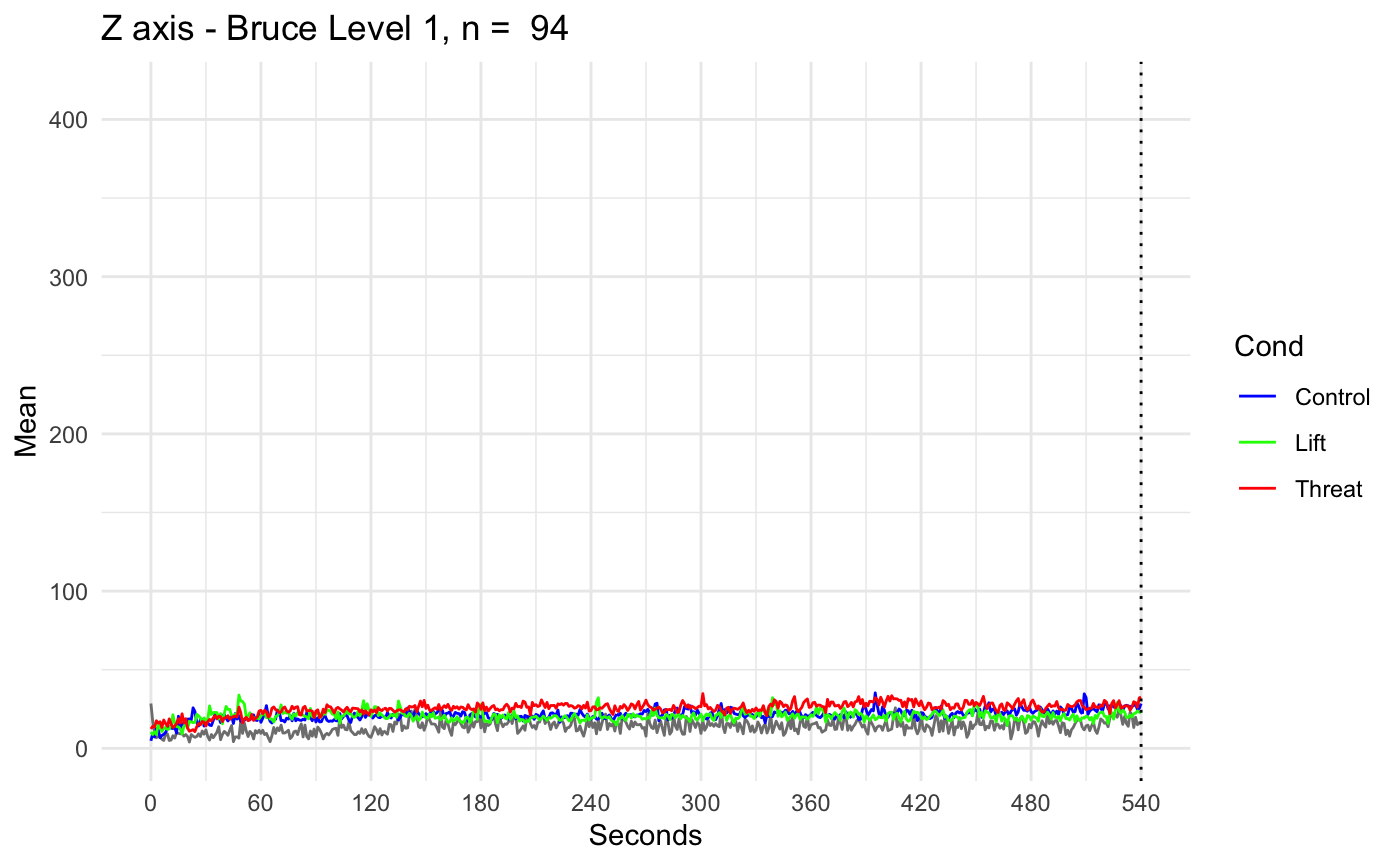 Z axis - Bruce Level 1, n =  94
400
300
200
100
0
Mean
0 60 120 180 240 300 360 420 480 540
Seconds
Cond
Control
Lift
Threat